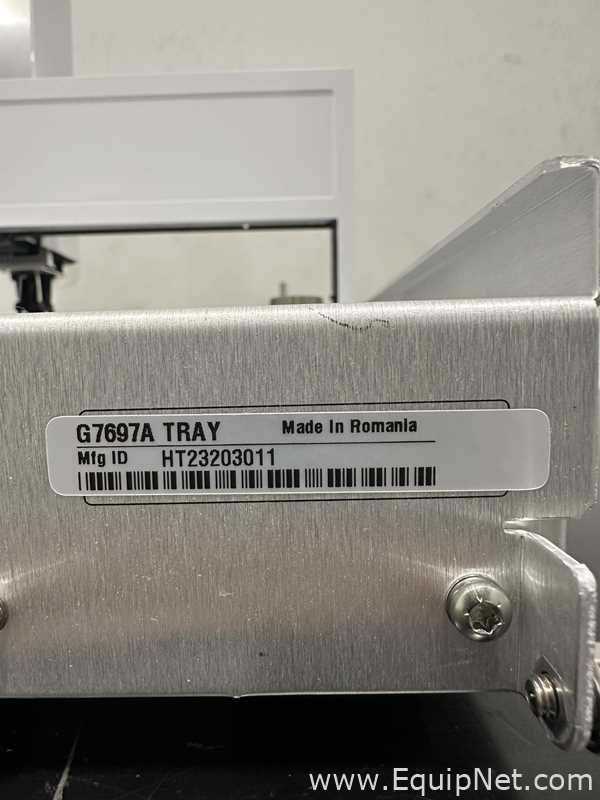 G7697A TRAY Made In Romania
Mfg ID HT23203011
www.EquipNet.com